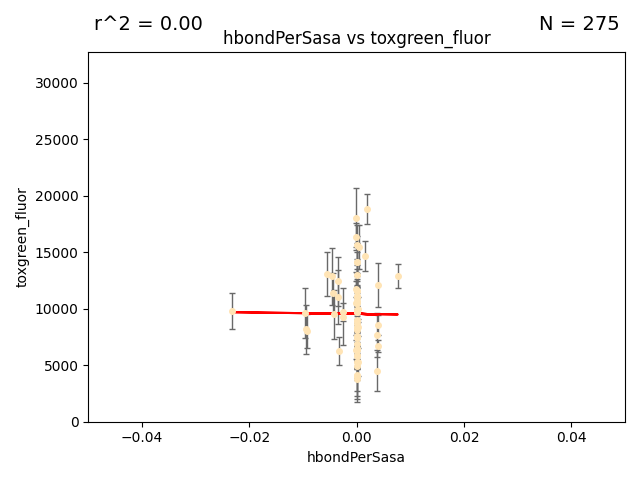 r^2 = 0.00
N = 275
hbondPerSasa vs toxgreen_fluor
30000
25000
20000
15000
10000
5000
0
toxgreen_fluor
−0.04
−0.02
0.00
0.02
0.04
hbondPerSasa